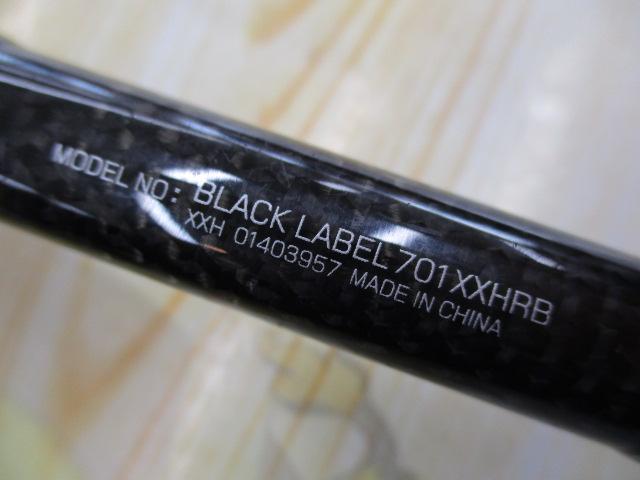 MODEL NO: BLACK LABEL 701XXHRB
XXH 01403957 MADE IN CHINA